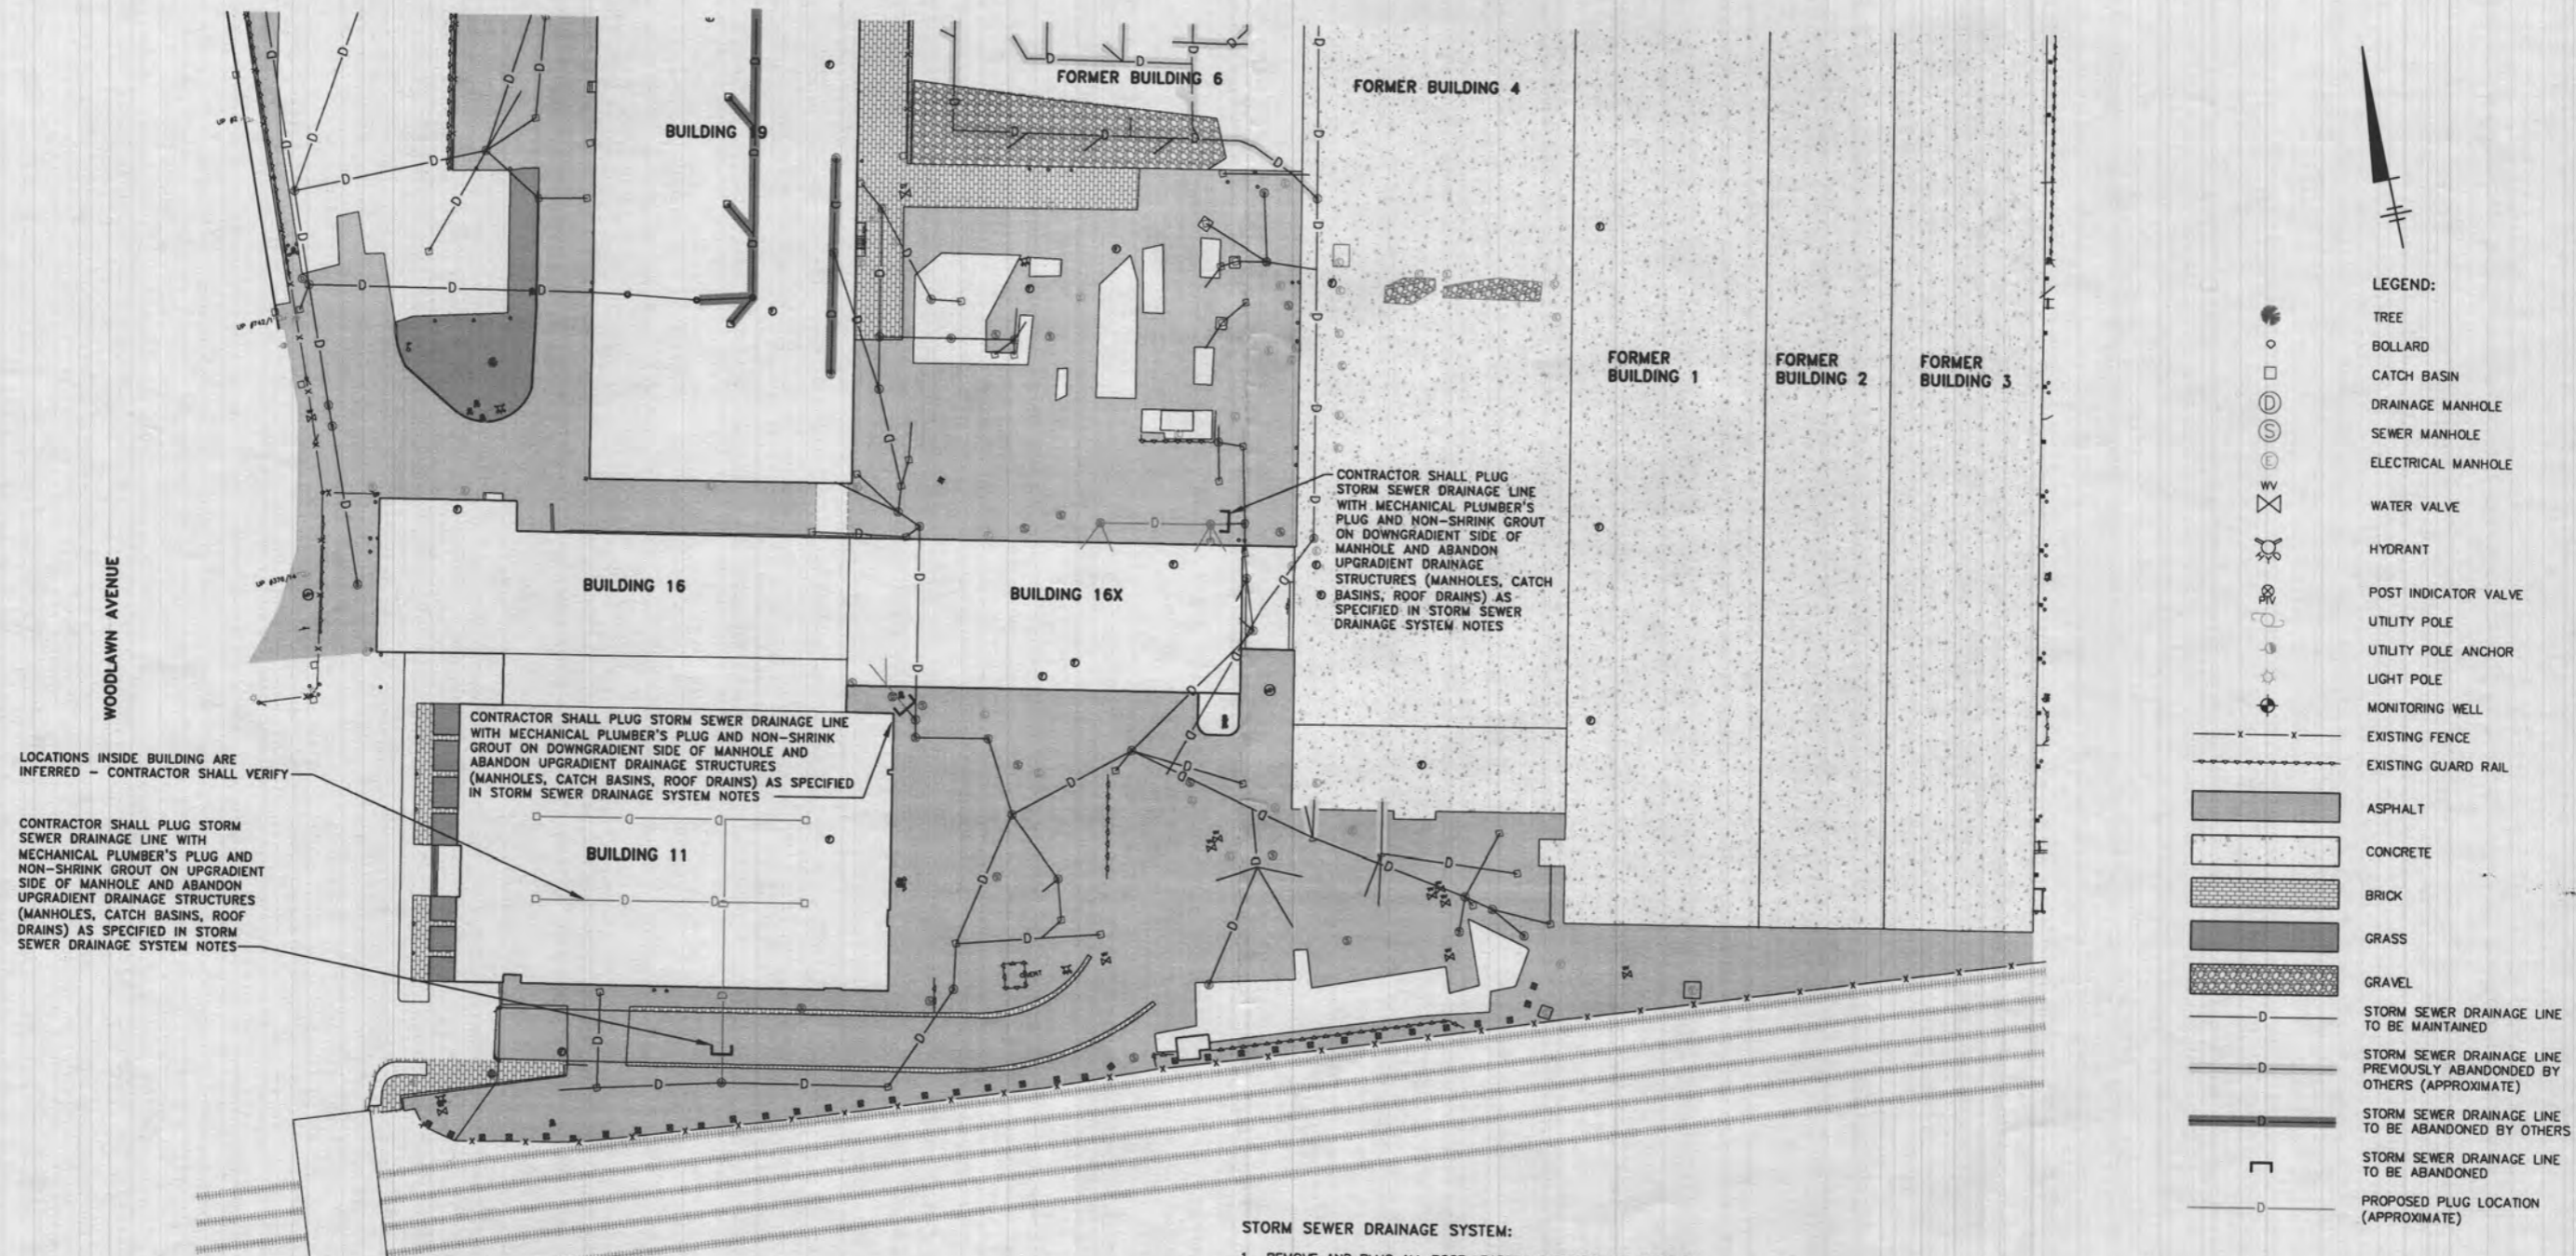 FORMER BUILDING 6
FORMER BUILDING 4
BUILDING 19
FORMER
BUILDING 1
FORMER
BUILDING 2
FORMER
BUILDING 3
CONTRACTOR SHALL PLUG
STORM SEWER DRAINAGE LINE
WITH MECHANICAL PLUMBER'S
PLUG AND NON-SHRINK GROUT
ON DOWNGRADIENT SIDE OF
MANHOLE AND ABANDON
UPGRADIENT DRAINAGE
STRUCTURES (MANHOLES, CATCH
BASINS, ROOF DRAINS) AS
SPECIFIED IN STORM SEWER
DRAINAGE SYSTEM NOTES
WOODLAWN AVENUE
BUILDING 16
BUILDING 16X
CONTRACTOR SHALL PLUG STORM SEWER DRAINAGE LINE
WITH MECHANICAL PLUMBER'S PLUG AND NON-SHRINK
GROUT ON DOWNGRADIENT SIDE OF MANHOLE AND
ABANDON UPGRADIENT DRAINAGE STRUCTURES
(MANHOLES, CATCH BASINS, ROOF DRAINS) AS SPECIFIED
IN STORM SEWER DRAINAGE SYSTEM NOTES
LOCATIONS INSIDE BUILDING ARE
INFERRED - CONTRACTOR SHALL VERIFY
CONTRACTOR SHALL PLUG STORM
SEWER DRAINAGE LINE WITH
MECHANICAL PLUMBER'S PLUG AND
NON-SHRINK GROUT ON UPGRADIENT
SIDE OF MANHOLE AND ABANDON
UPGRADIENT DRAINAGE STRUCTURES
(MANHOLES, CATCH BASINS, ROOF
DRAINS) AS SPECIFIED IN STORM
SEWER DRAINAGE SYSTEM NOTES
BUILDING 11
STORM SEWER DRAINAGE SYSTEM:
LEGEND:
TREE
BOLLARD
CATCH BASIN
D DRAINAGE MANHOLE
S SEWER MANHOLE
E ELECTRICAL MANHOLE
WV
WATER VALVE
HYDRANT
PIV POST INDICATOR VALVE
UTILITY POLE
UTILITY POLE ANCHOR
LIGHT POLE
MONITORING WELL
x x EXISTING FENCE
EXISTING GUARD RAIL
ASPHALT
CONCRETE
BRICK
GRASS
GRAVEL
D STORM SEWER DRAINAGE LINE
TO BE MAINTAINED
D STORM SEWER DRAINAGE LINE
PREVIOUSLY ABANDONDED BY
OTHERS (APPROXIMATE)
D STORM SEWER DRAINAGE LINE
TO BE ABANDONED BY OTHERS
STORM SEWER DRAINAGE LINE
TO BE ABANDONED
D PROPOSED PLUG LOCATION
(APPROXIMATE)